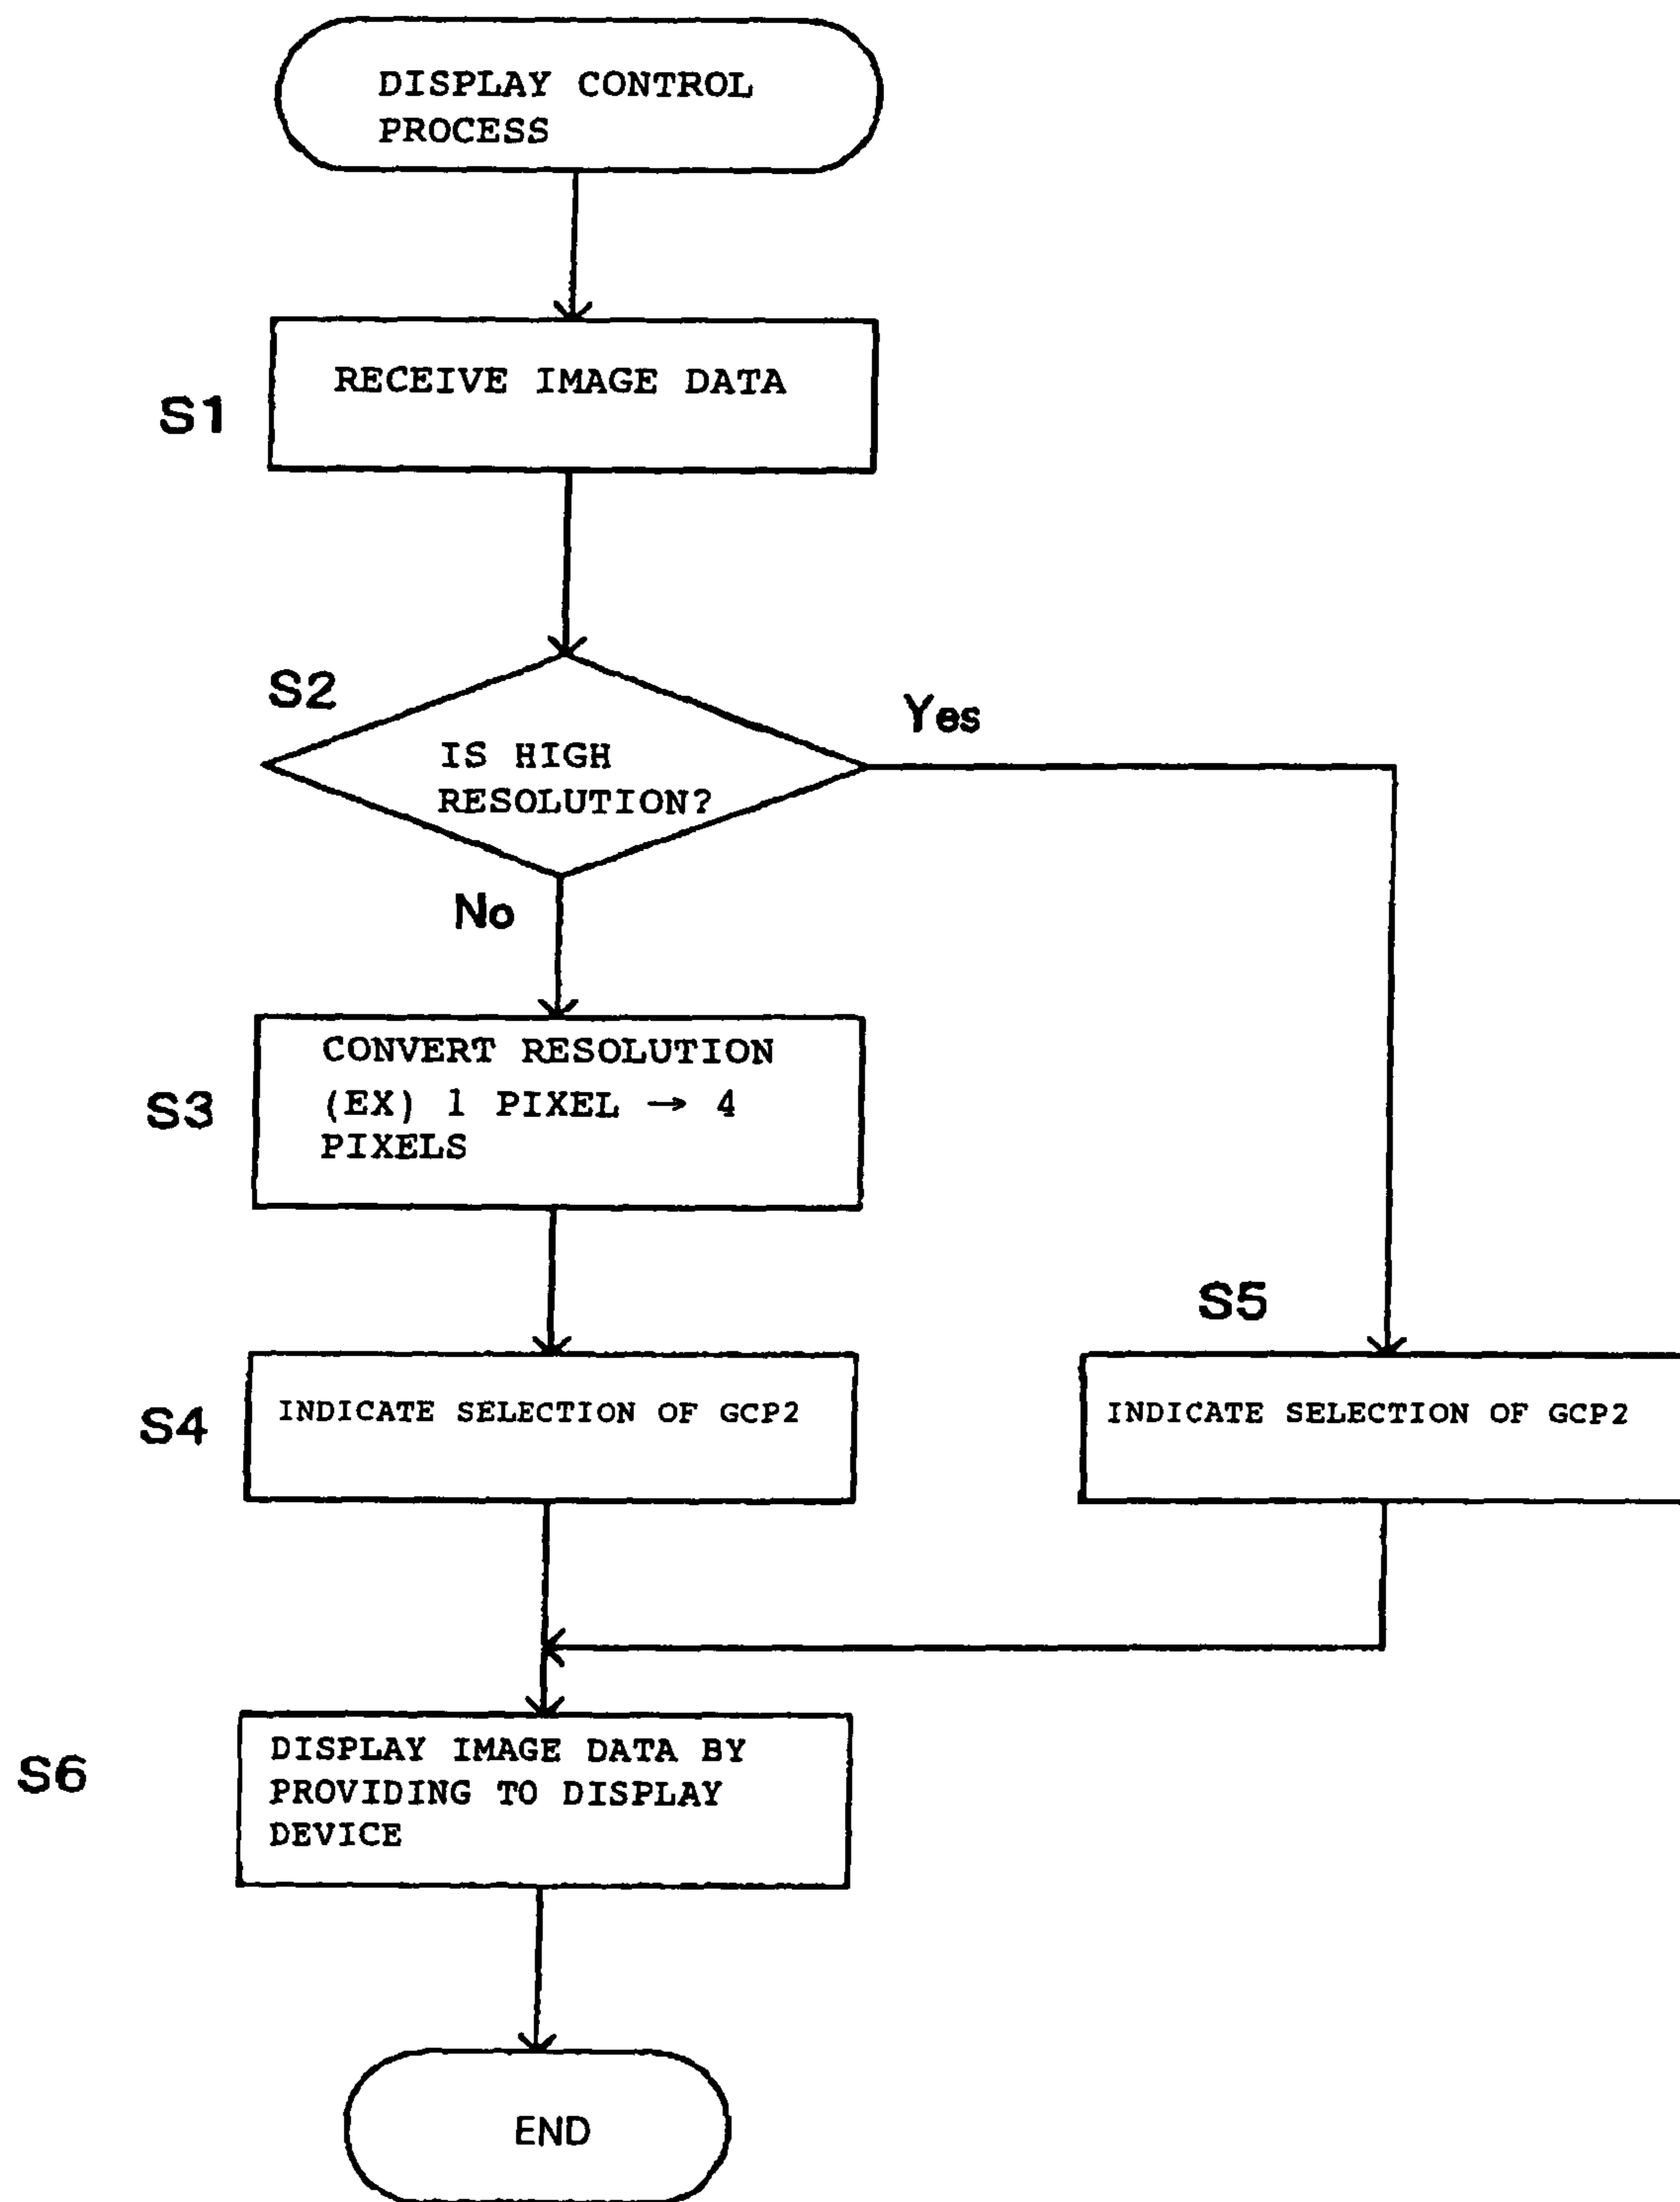 DISPLAY CONTROL
PROCESS
RECEIVE IMAGE DATA
S1
S2
Yes
IS HIGH
RESOLUTION?
No
CONVERT RESOLUTION
(EX) 1 PIXEL → 4
PIXELS
S3
S5
INDICATE SELECTION OF GCP2
S4
INDICATE SELECTION OF GCP2
DISPLAY IMAGE DATA BY
PROVIDING TO DISPLAY
DEVICE
S6
END